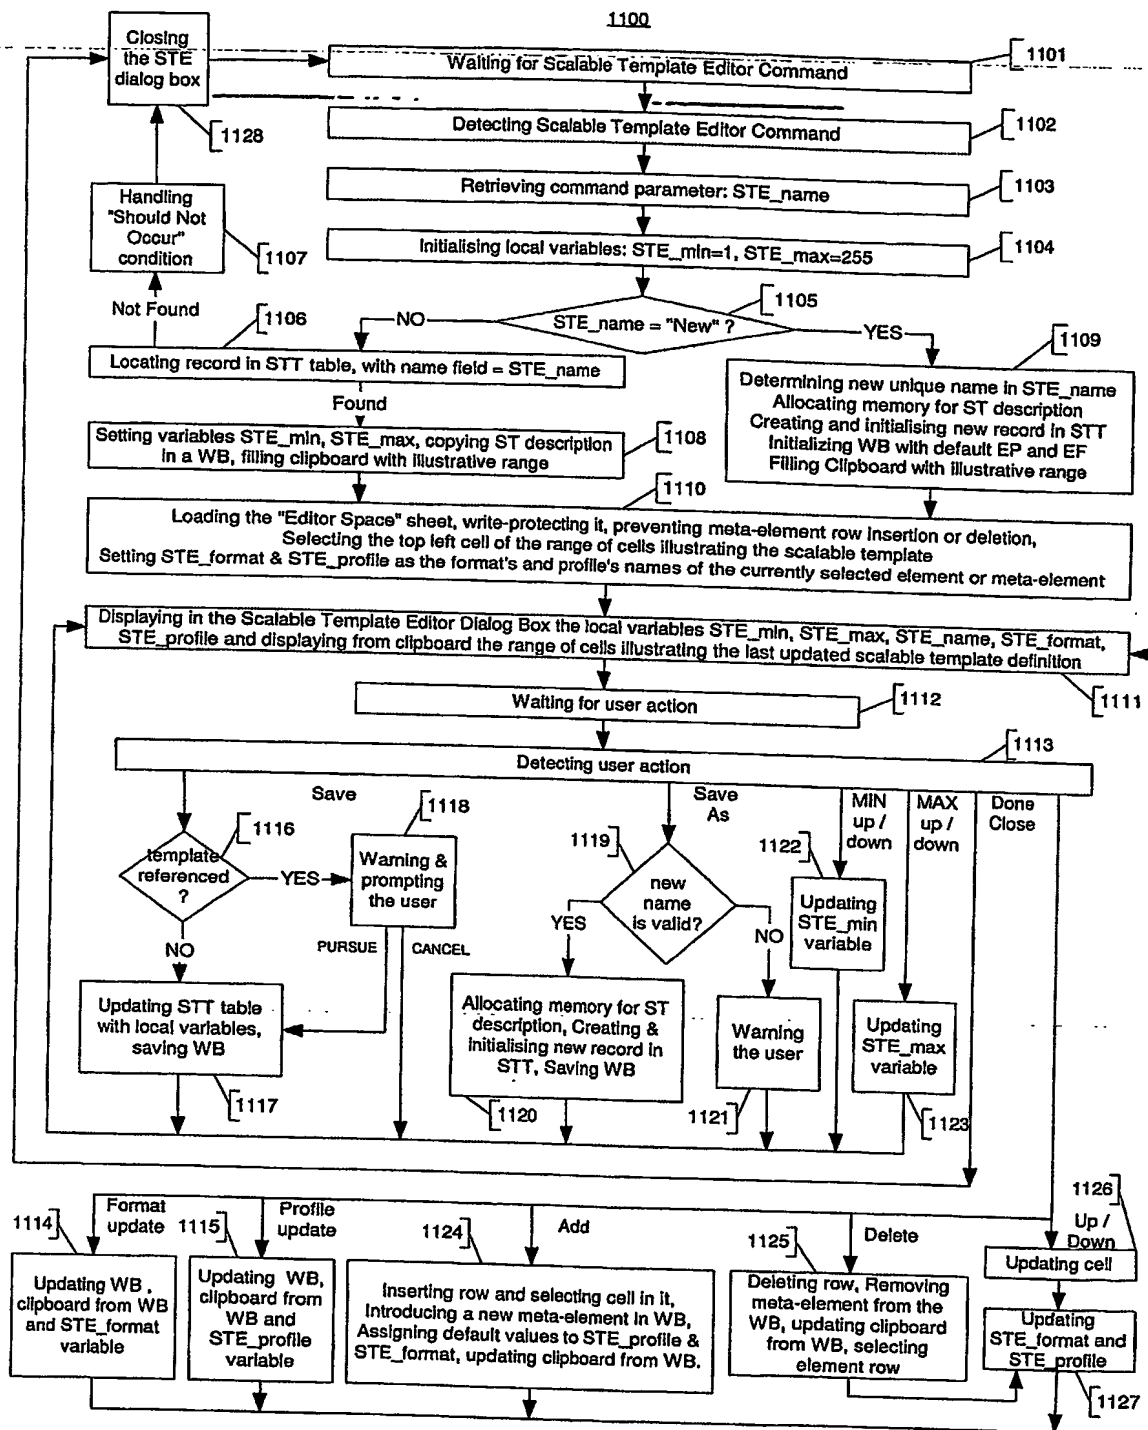 1100
Closing
the STE
dialog box
1128
Waiting for Scalable Template Editor Command
1101
Detecting Scalable Template Editor Command
1102
Retrieving command parameter: STE_name
1103
Handling
"Should Not
Occur"
condition
1107
Initialising local variables: STE_min=1, STE_max=255
1104
Not Found
1106
NO
STE_name = "New" ?
1105
YES
1109
Locating record in STT table, with name field = STE_name
Found
Determining new unique name in STE_name
Allocating memory for ST description
Creating and initialising new record in STT
Initializing WB with default EP and EF
Filling Clipboard with illustrative range
Setting variables STE_min, STE_max, copying ST description
in a WB, filling clipboard with illustrative range
1108
1110
Loading the "Editor Space" sheet, write-protecting it, preventing meta-element row insertion or deletion,
Selecting the top left cell of the range of cells illustrating the scalable template
Setting STE_format & STE_profile as the format's and profile's names of the currently selected element or meta-element
Displaying in the Scalable Template Editor Dialog Box the local variables STE_min, STE_max, STE_name, STE_format,
STE_profile and displaying from clipboard the range of cells illustrating the last updated scalable template definition
1111
Waiting for user action
1112
Detecting user action
1113
Save
Save
As
MIN
up /
down
MAX
up /
down
Done
Close
1116
template
referenced
?
YES
NO
1118
Warning &
prompting
the user
PURSUE
CANCEL
1119
new
name
is valid?
YES
NO
1122
Updating
STE_min
variable
Updating STT table
with local variables,
saving WB
1117
Allocating memory for ST
description, Creating &
initialising new record in
STT, Saving WB
1120
Warning
the user
1121
Updating
STE_max
variable
1123
1114
Format
update
1115
Profile
update
1124
Add
1125
Delete
1126
Up /
Down
Updating WB ,
clipboard from WB
and STE_format
variable
Updating WB,
clipboard from
WB and
STE_profile
variable
Inserting row and selecting cell in it,
Introducing a new meta-element in WB,
Assigning default values to STE_profile &
STE_format, updating clipboard from WB.
Deleting row, Removing
meta-element from the
WB, updating clipboard
from WB, selecting
element row
Updating cell
Updating
STE_format and
STE_profile
1127